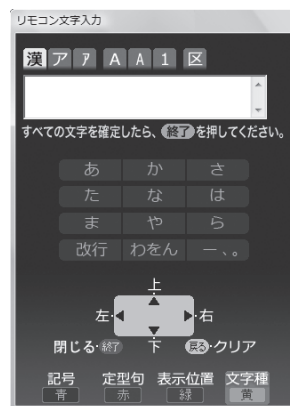 リモコン文字入力
漢 ア ｱ A A 1 区
すべての文字を確定したら、終了を押してください。
あ か さ
た な は
ま や ら
改行 わをん ー、。
上
左 右
閉じる・終了 下 戻る・クリア
記号 定型句 表示位置 文字種
青 赤 緑 黄